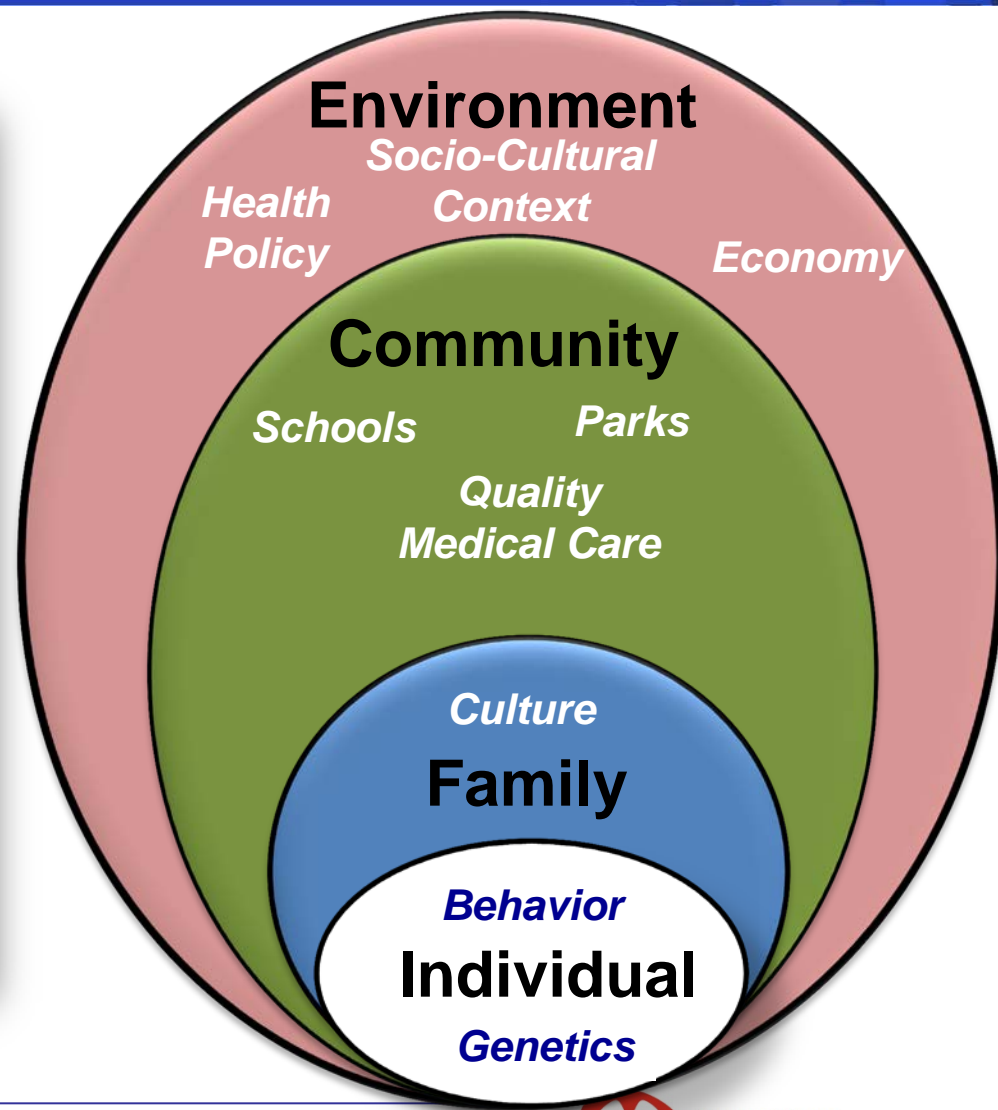 Environment
Socio-Cultural
Context
Health
Policy
Economy
Community
Schools
Parks
Quality
Medical Care
Culture
Family
Behavior
Individual
Genetics